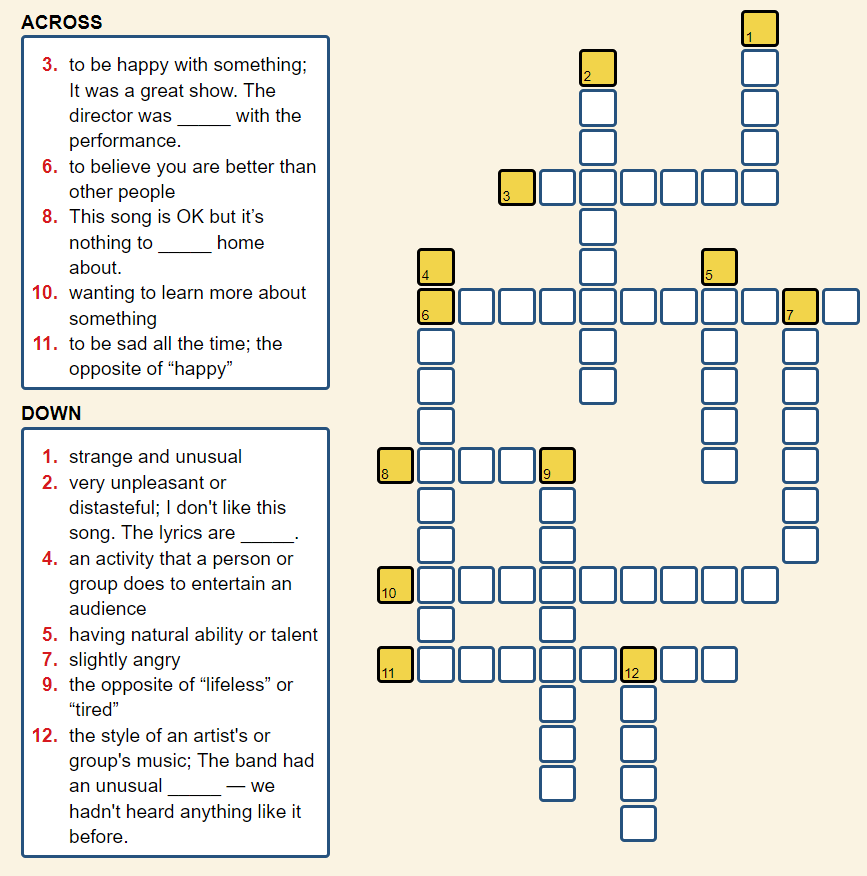 ACROSS
3. to be happy with something;
It was a great show. The
director was _____ with the
performance.
6. to believe you are better than
other people
8. This song is OK but it’s
nothing to _____ home
about.
10. wanting to learn more about
something
11. to be sad all the time; the
opposite of “happy”
DOWN
1. strange and unusual
2. very unpleasant or
distasteful; I don't like this
song. The lyrics are _____.
4. an activity that a person or
group does to entertain an
audience
5. having natural ability or talent
7. slightly angry
9. the opposite of “lifeless” or
“tired”
12. the style of an artist's or
group's music; The band had
an unusual _____ — we
hadn't heard anything like it
before.
1
2
3
4
5
6
7
8
9
10
11
12